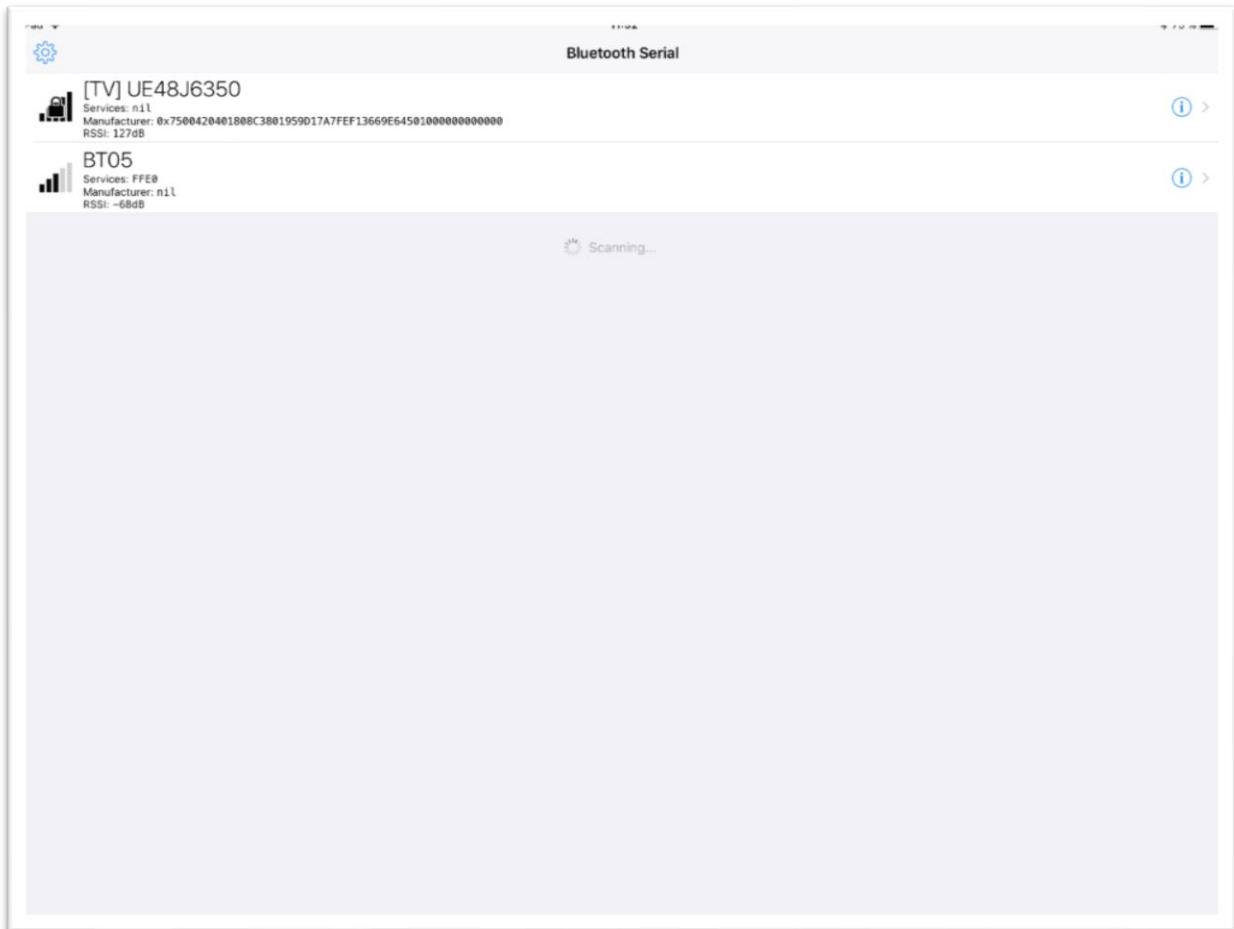 Bluetooth Serial
[TV] UE48J6350
Services: nil
Manufacturer: 0x7500420401808C3801959D17A7FEF13669E64501000000000000
RSSI: 127dB
BT05
Services: FFE0
Manufacturer: nil
RSSI: -68dB
Scanning...